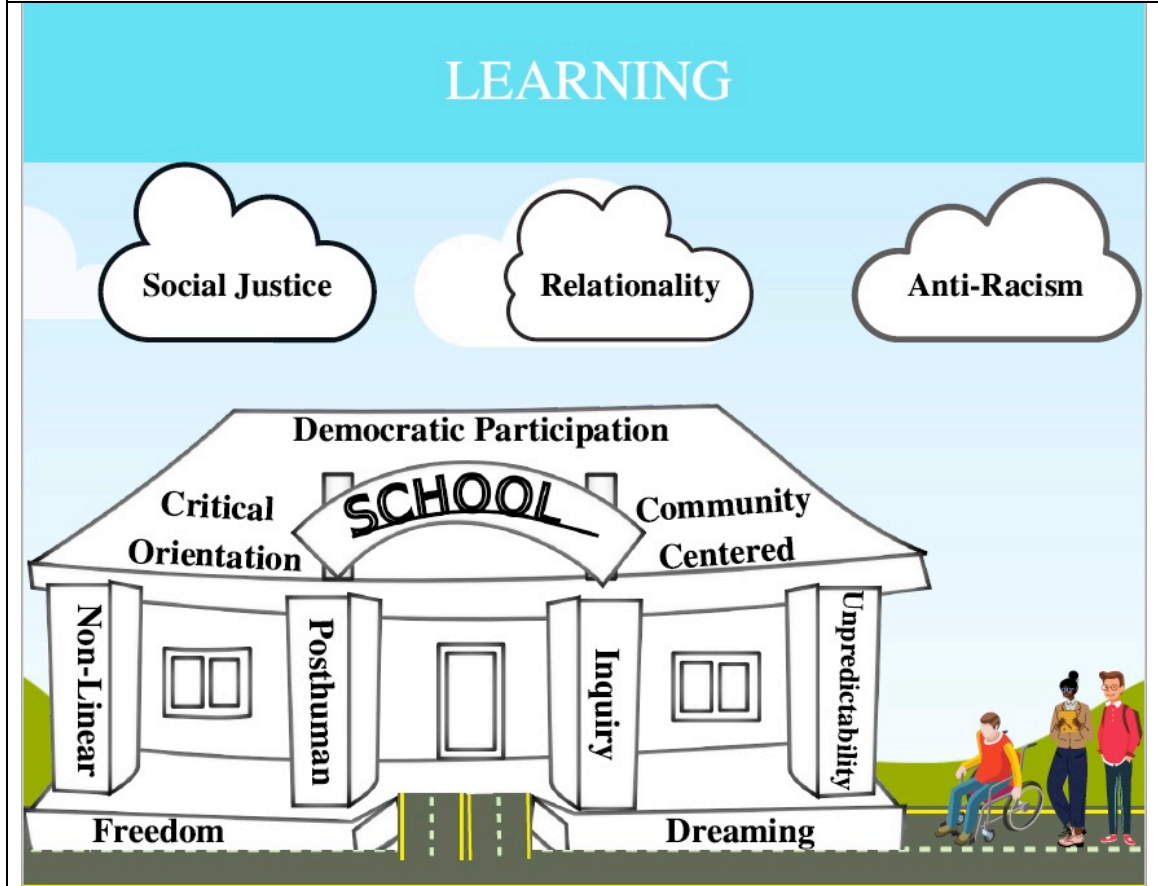 LEARNING
Social Justice
Relationality
Anti-Racism
Democratic Participation
SCHOOL
Critical
Orientation
Community
Centered
Non-Linear
Posthuman
Inquiry
Unpredictability
Freedom
Dreaming